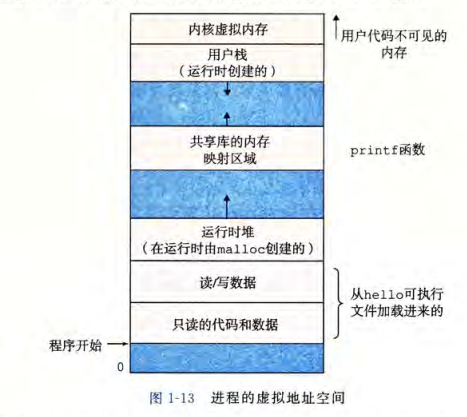 内核虚拟内存
用户代码不可见的
内存
用户栈
（运行时创建的）
共享库的内存
映射区域
printf函数
运行时堆
（在运行时由malloc创建的）
读/写数据
从hello可执行
文件加载进来的
只读的代码和数据
程序开始
0
图 1-13 进程的虚拟地址空间